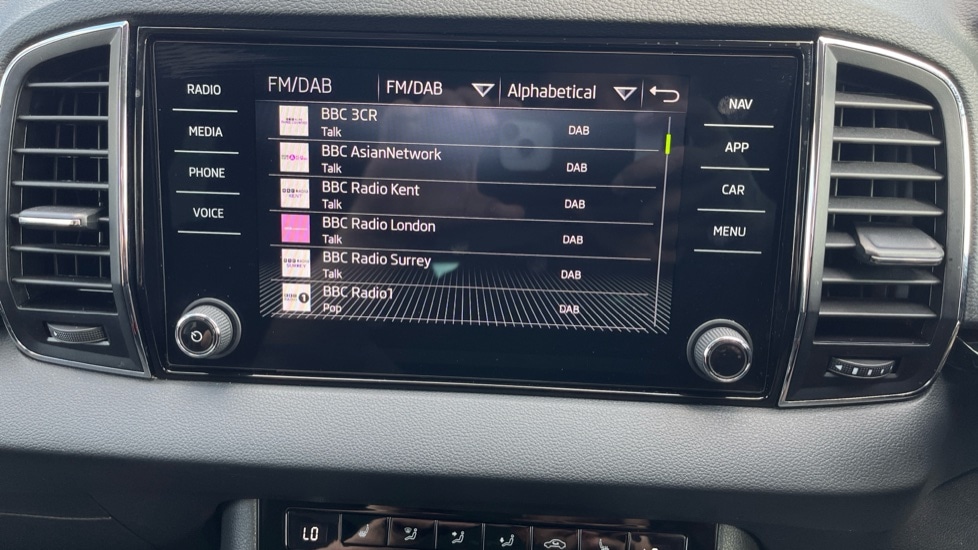 RADIO
MEDIA
PHONE
VOICE
FM/DAB FM/DAB Alphabetical
BBC 3CR
Talk DAB
BBC AsianNetwork
Talk DAB
BBC Radio Kent
Talk DAB
BBC Radio London
Talk DAB
BBC Radio Surrey
Talk DAB
BBC Radio1
Pop DAB
NAV
APP
CAR
MENU
LO